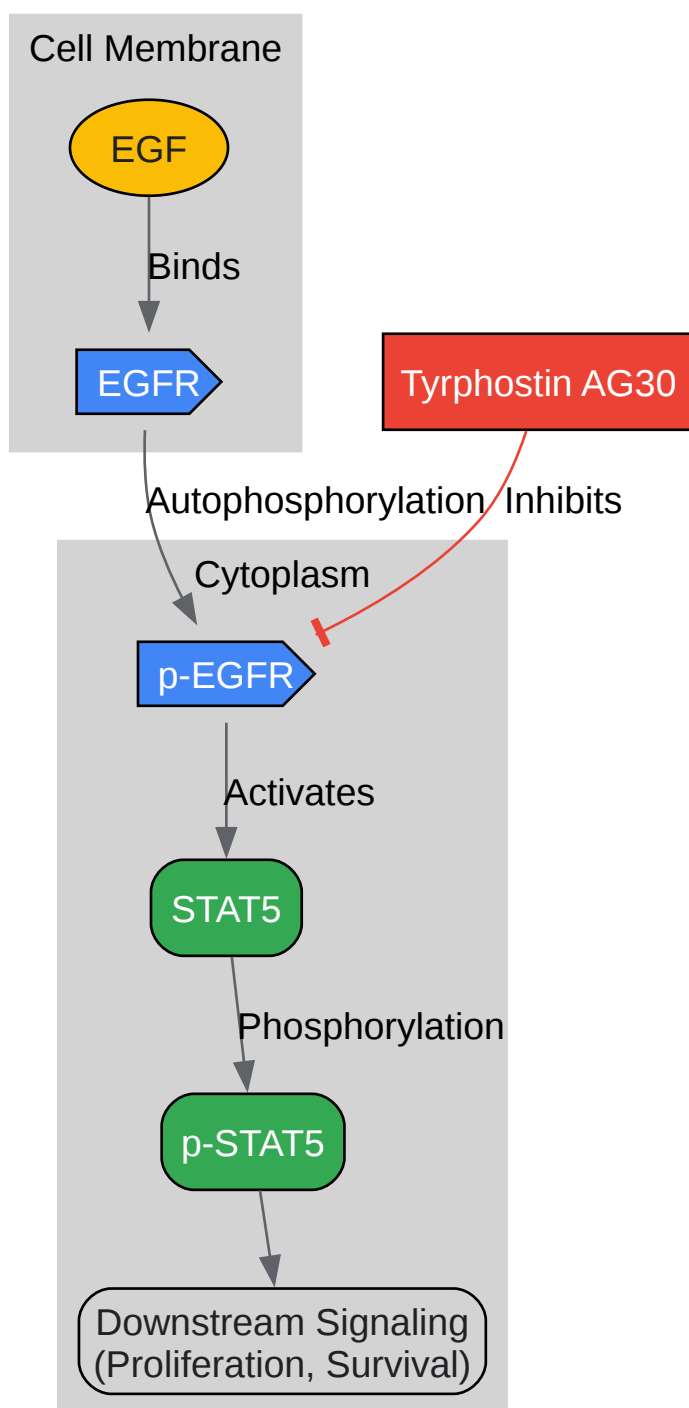 Cell Membrane
EGF
Binds
EGFR
Tyrphostin AG30
Autophosphorylation
Inhibits
Cytoplasm
p-EGFR
Activates
STAT5
Phosphorylation
p-STAT5
Downstream Signaling
(Proliferation, Survival)